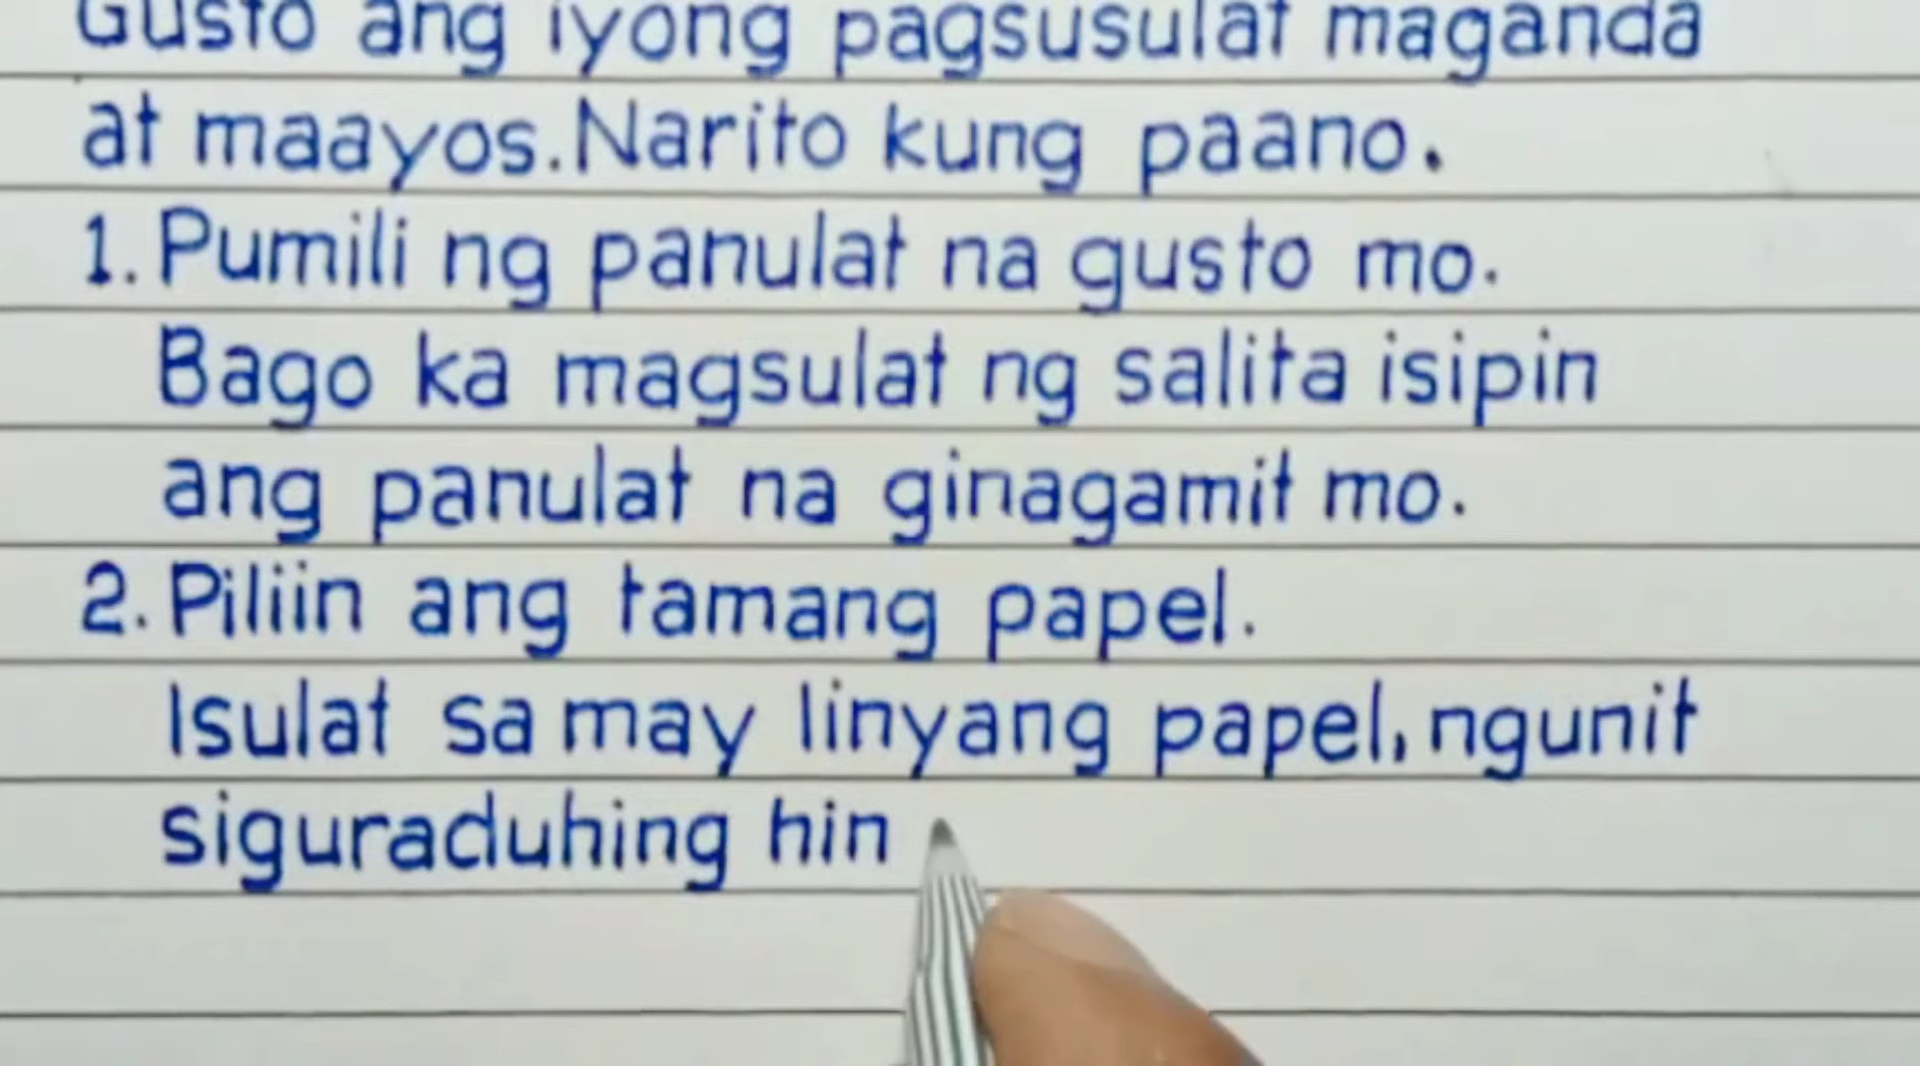 Gusto ang iyong pagsusulat maganda
at maayos. Narito kung paano.
1. Pumili ng panulat na gusto mo.
Bago ka magsulat ng salita isipin
ang panulat na ginagamit mo.
2. Piliin ang tamang papel.
Isulat sa may linyang papel, ngunit
siguraduhing hin